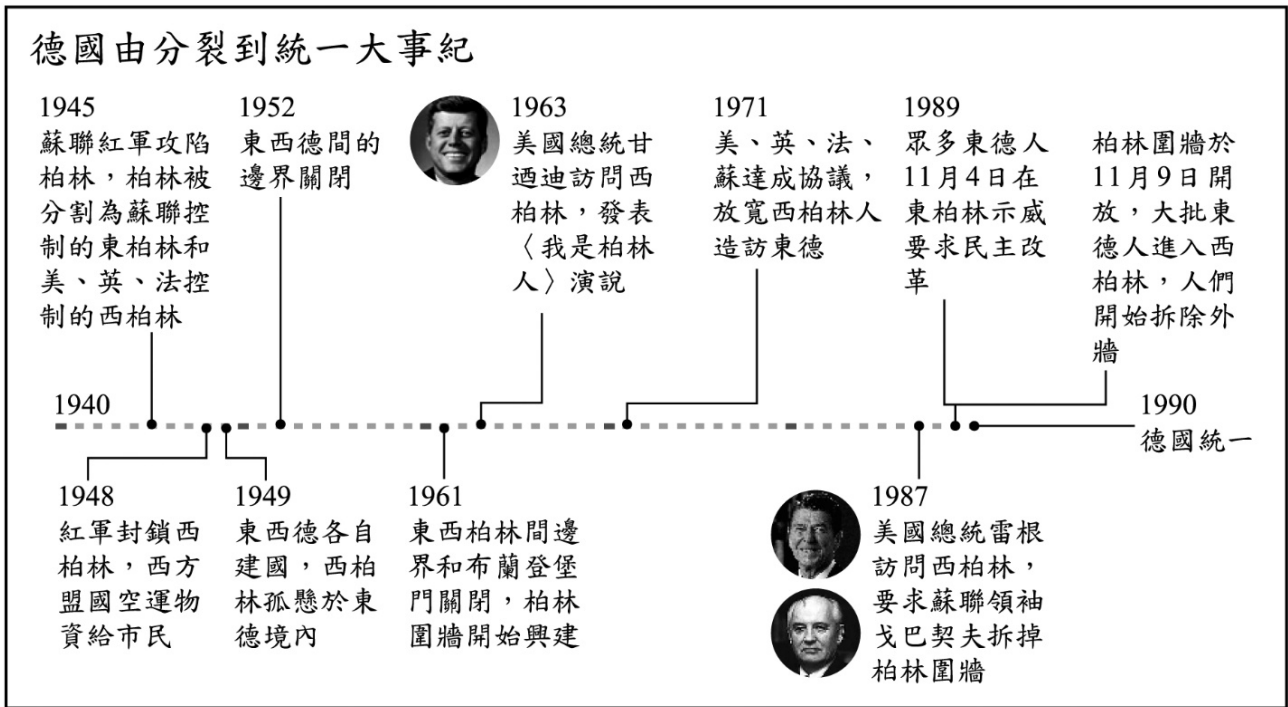 德國由分裂到統一大事紀
1945
蘇聯紅軍攻陷
柏林，柏林被
分割為蘇聯控
制的東柏林和
美、英、法控
制的西柏林
1952
東西德間的
邊界關閉
1963
美國總統甘
迺迪訪問西
柏林，發表
〈我是柏林
人〉演說
1971
美、英、法、
蘇達成協議，
放寬西柏林人
造訪東德
1989
眾多東德人
11月4日在
東柏林示威
要求民主改
革
柏林圍牆於
11月9日開
放，大批東
德人進入西
柏林，人們
開始拆除外
牆
1940
1990
德國統一
1948
紅軍封鎖西
柏林，西方
盟國空運物
資給市民
1949
東西德各自
建國，西柏
林孤懸於東
德境內
1961
東西柏林間邊
界和布蘭登堡
門關閉，柏林
圍牆開始興建
1987
美國總統雷根
訪問西柏林，
要求蘇聯領袖
戈巴契夫拆掉
柏林圍牆